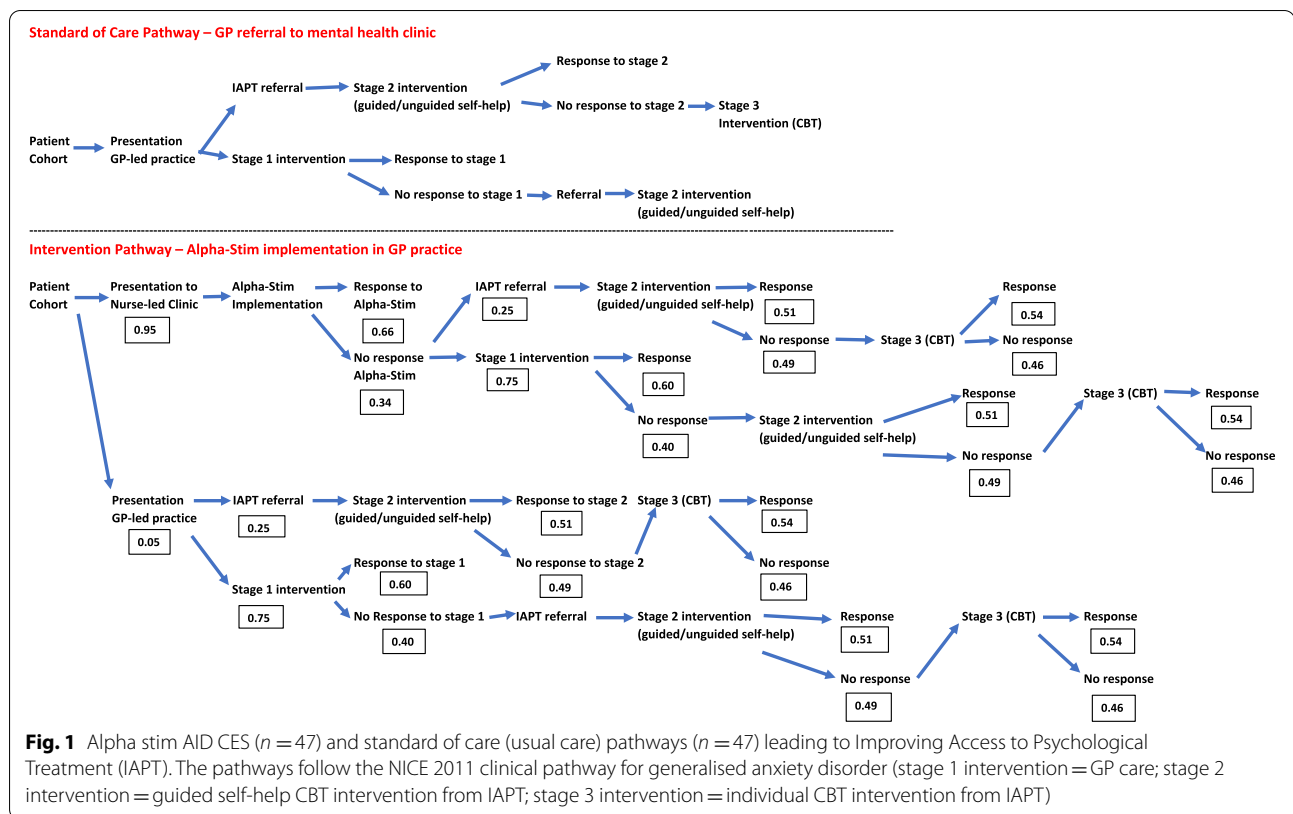 Standard of Care Pathway – GP referral to mental health clinic
Response to stage 2
IAPT referral
Stage 2 intervention
(guided/unguided self-help)
No response to stage 2
Stage 3
Intervention (CBT)
Patient
Cohort
Presentation
GP-led practice
Stage 1 intervention
Response to stage 1
No response to stage 1
Referral
Stage 2 intervention
(guided/unguided self-help)
Intervention Pathway – Alpha-Stim implementation in GP practice
Patient
Cohort
Presentation to
Nurse-led Clinic
0.95
Alpha-Stim
Implementation
Response to
Alpha-Stim
0.66
No response
Alpha-Stim
0.34
IAPT referral
0.25
Stage 2 intervention
(guided/unguided self-help)
Response
0.51
No response
0.49
Stage 3 (CBT)
Response
0.54
No response
0.46
Stage 1 intervention
0.75
Response
0.60
No response
0.40
Stage 2 intervention
(guided/unguided self-help)
Response
0.51
No response
0.49
Stage 3 (CBT)
Response
0.54
No response
0.46
Presentation
GP-led practice
0.05
IAPT referral
0.25
Stage 2 intervention
(guided/unguided self-help)
Response to stage 2
0.51
No response to stage 2
0.49
Stage 3 (CBT)
Response
0.54
No response
0.46
Stage 1 intervention
0.75
Response to stage 1
0.60
No Response to stage 1
0.40
IAPT referral
Stage 2 intervention
(guided/unguided self-help)
Response
0.51
No response
0.49
Stage 3 (CBT)
Response
0.54
No response
0.46
Fig. 1 Alpha stim AID CES (n = 47) and standard of care (usual care) pathways (n = 47) leading to Improving Access to Psychological
Treatment (IAPT). The pathways follow the NICE 2011 clinical pathway for generalised anxiety disorder (stage 1 intervention = GP care; stage 2
intervention = guided self-help CBT intervention from IAPT; stage 3 intervention = individual CBT intervention from IAPT)